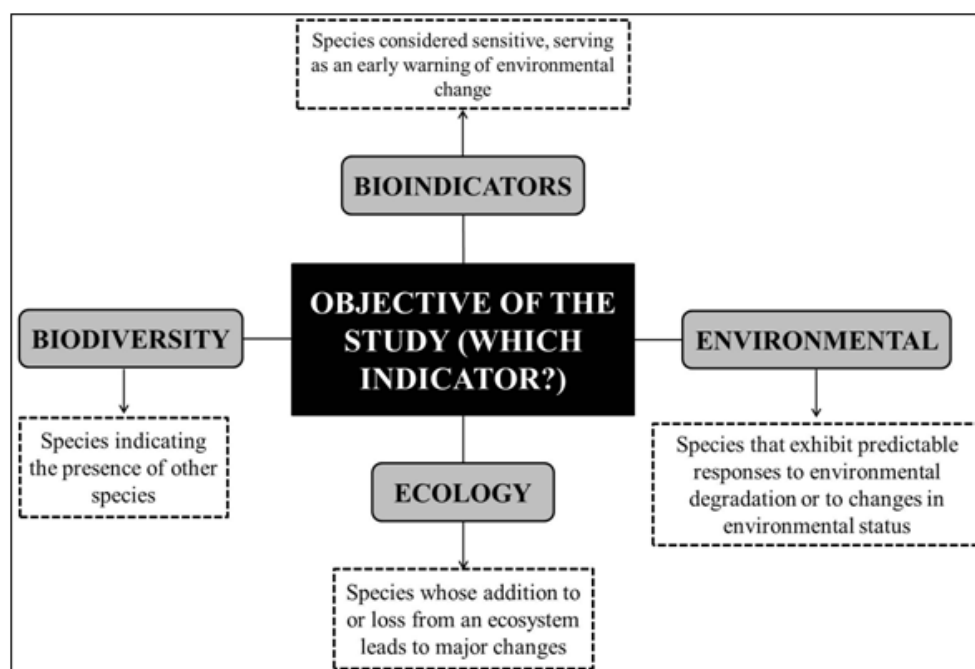 Species considered sensitive, serving
as an early warning of environmental
change
BIOINDICATORS
OBJECTIVE OF THE
STUDY (WHICH
INDICATOR?)
BIODIVERSITY
Species indicating
the presence of other
species
ENVIRONMENTAL
Species that exhibit predictable
responses to environmental
degradation or to changes in
environmental status
ECOLOGY
Species whose addition to
or loss from an ecosystem
leads to major changes